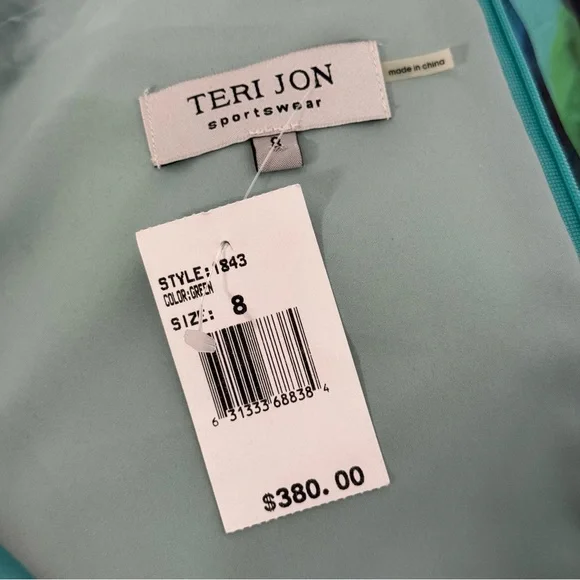 TERI JON
sportswear
made in china
8
STYLE:1843
COLOR:GREEN
SIZE: 8
6 31333 68838 4
$380.00